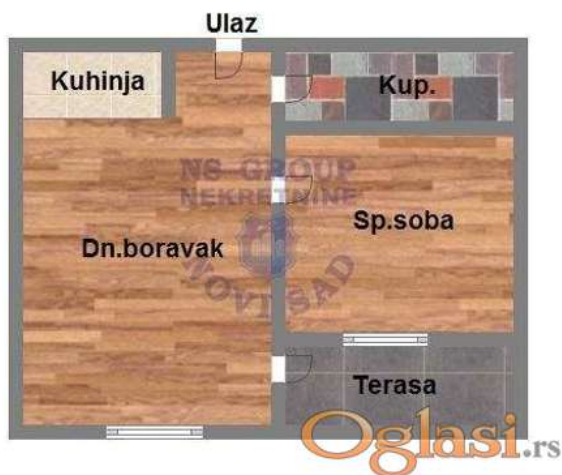 Ulaz
Kuhinja
Kup.
NS-GROUP
NEKRETNINE
Sp.soba
Dn.boravak
NOVI SAD
Terasa
Oglasi.rs